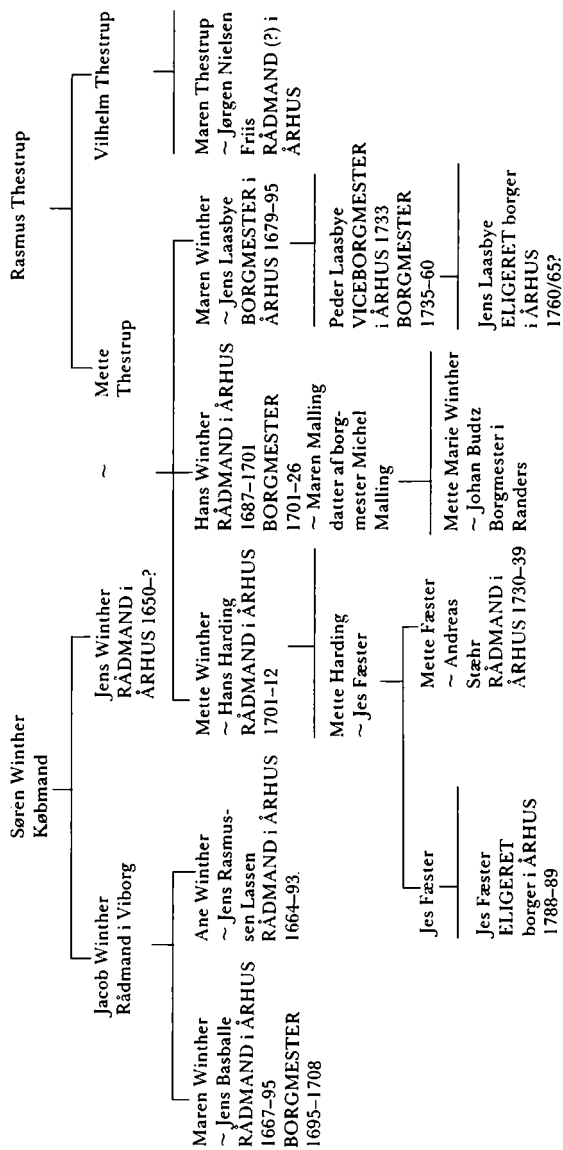 Søren Winther
Købmand
Rasmus Thestrup
Jacob Winther
Rådmand i Viborg
Jens Winther
RÅDMAND i
ÅRHUS 1650–?
~
Mette
Thestrup
Vilhelm Thestrup
Maren Winther
~ Jens Basballe
RÅDMAND i ÅRHUS
1667–95
BORGMESTER
1695–1708
Ane Winther
~ Jens Rasmus-
sen Lassen
RÅDMAND i ÅRHUS
1664–93.
Mette Winther
~ Hans Harding
RÅDMAND i ÅRHUS
1701–12
Hans Winther
RÅDMAND i ÅRHUS
1687–1701
BORGMESTER
1701–26
~ Maren Malling
datter af borg-
mester Michel
Malling
Maren Winther
~ Jens Laasbye
BORGMESTER i
ÅRHUS 1679–95
Maren Thestrup
~ Jørgen Nielsen
Friis
RÅDMAND (?) i
ÅRHUS
Mette Harding
~ Jes Fæster
Peder Laasbye
VICEBORGMESTER
i ÅRHUS 1733
BORGMESTER
1735–60
Jes Fæster
Mette Fæster
~ Andreas
Stæhr
RÅDMAND i
ÅRHUS 1730–39
Mette Marie Winther
~ Johan Budtz
Borgmester i
Randers
Jens Laasbye
ELIGERET borger
i ÅRHUS
1760/65?
Jes Fæster
ELIGERET
borger i ÅRHUS
1788–89